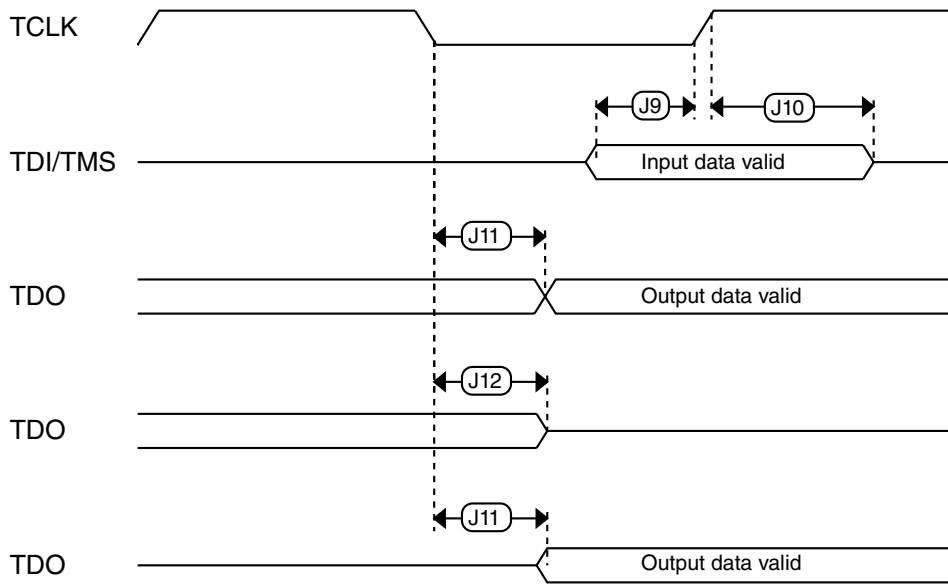 TCLK
J9
J10
TDI/TMS
Input data valid
J11
TDO
Output data valid
J12
TDO
J11
TDO
Output data valid